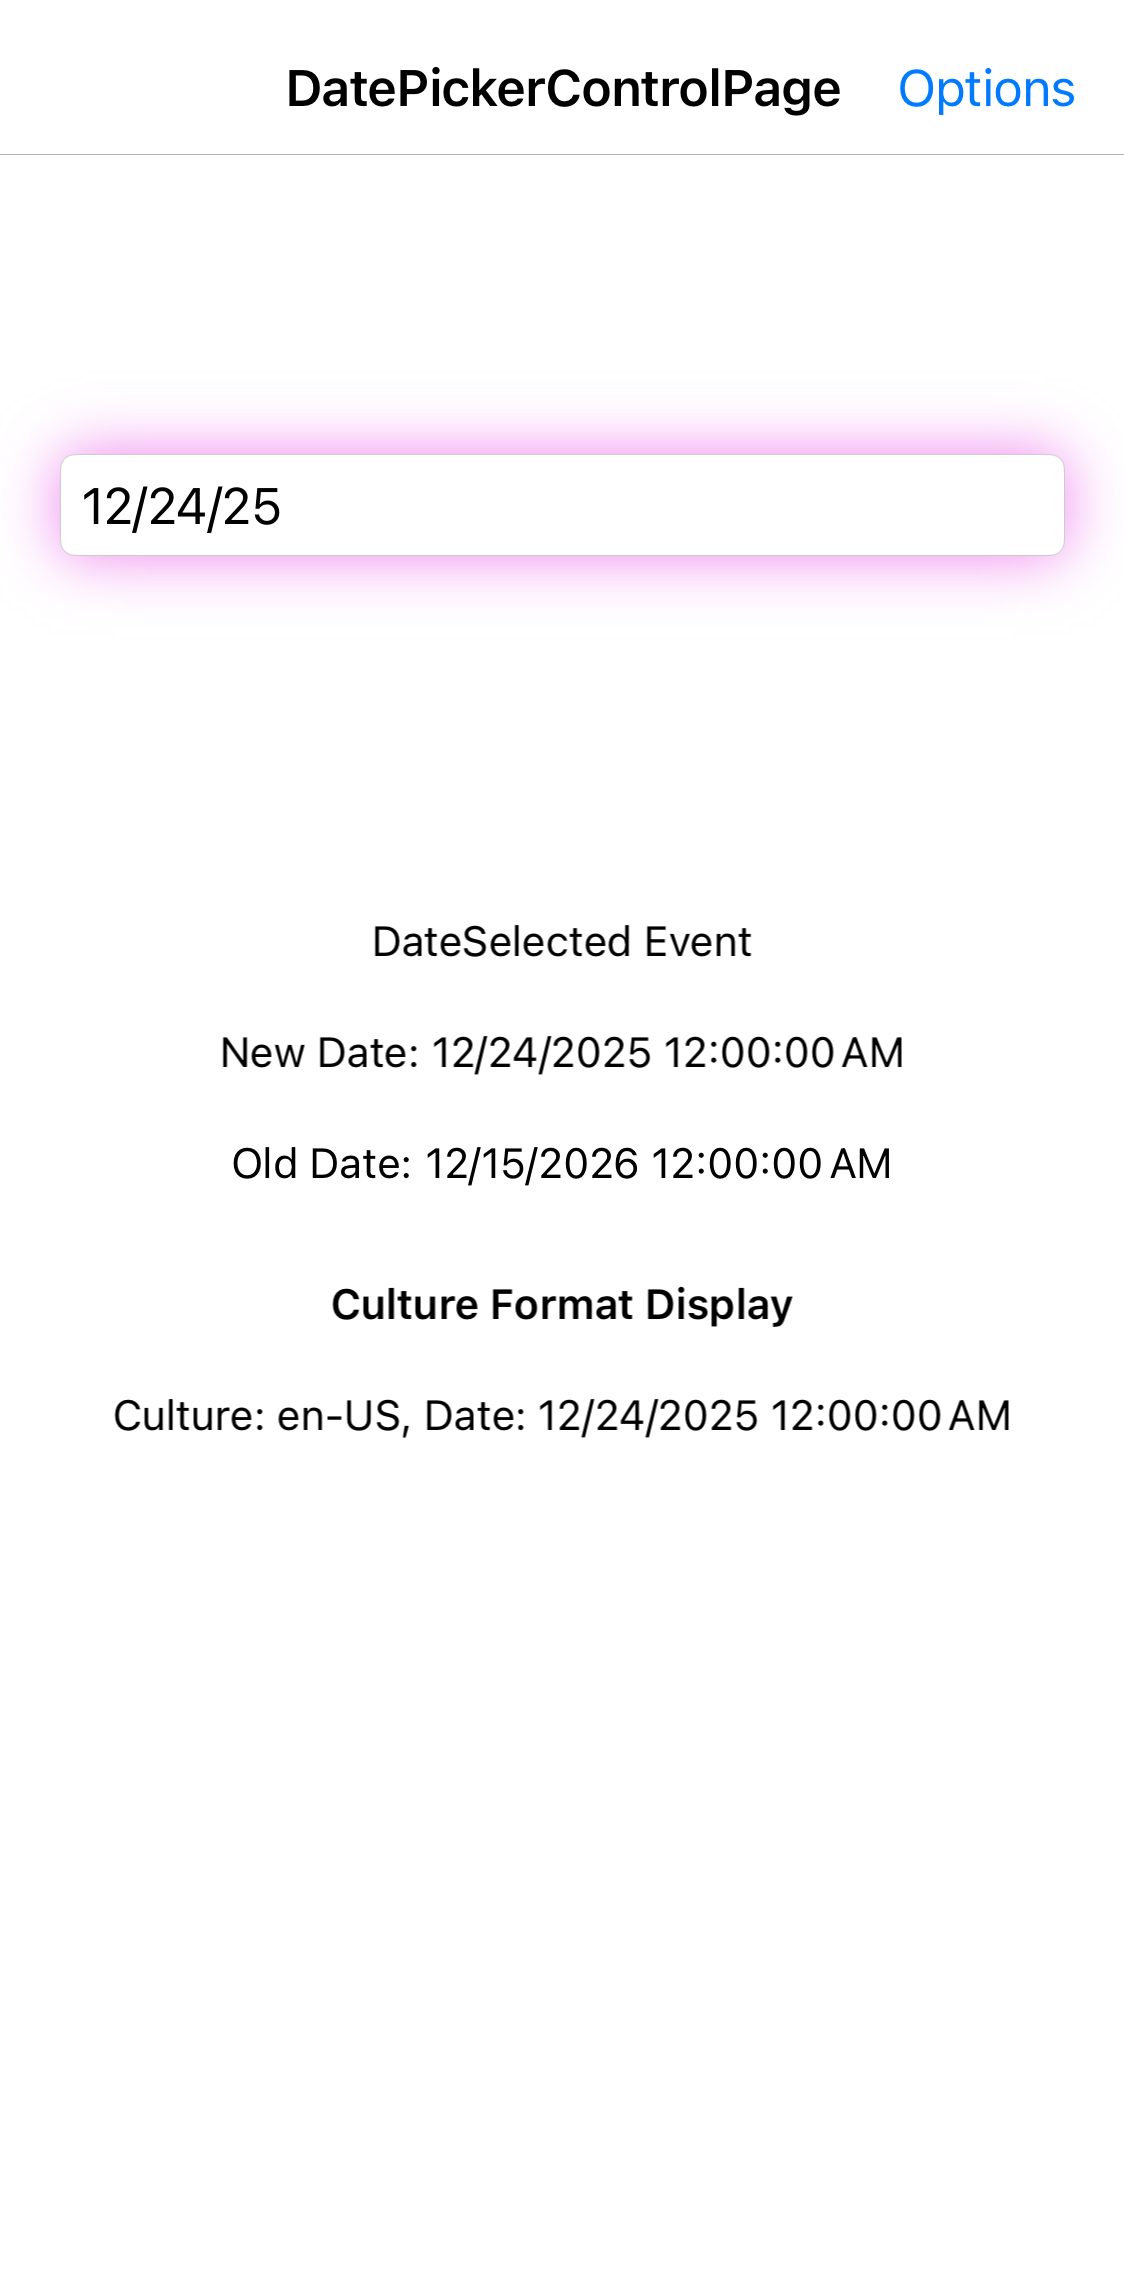 DatePickerControlPage Options
12/24/25
DateSelected Event
New Date: 12/24/2025 12:00:00 AM
Old Date: 12/15/2026 12:00:00 AM
Culture Format Display
Culture: en-US, Date: 12/24/2025 12:00:00 AM